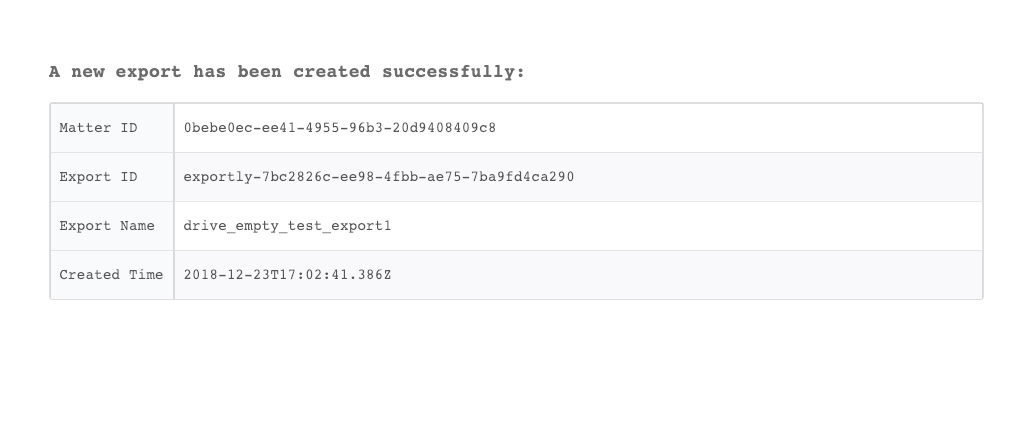 A new export has been created successfully:
Matter ID 0bebe0ec-ee41-4955-96b3-20d9408409c8
Export ID exportly-7bc2826c-ee98-4fbb-ae75-7ba9fd4ca290
Export Name drive_empty_test_export1
Created Time 2018-12-23T17:02:41.386Z